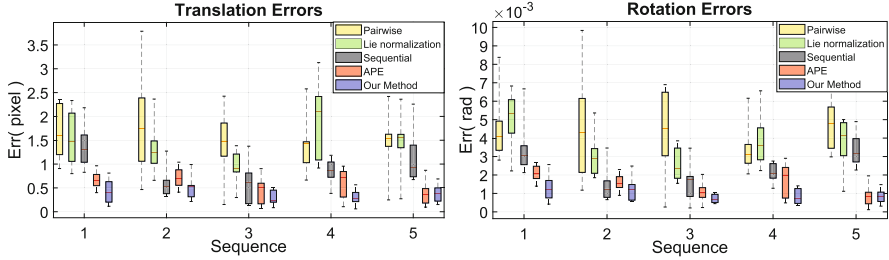 Translation Errors
Err( pixel )
3.5
3
2.5
2
1.5
1
0.5
0
Pairwise
Lie normalization
Sequential
APE
Our Method
1 2 3 4 5
Sequence
Rotation Errors
×10⁻³
Err( rad )
10
9
8
7
6
5
4
3
2
1
0
Pairwise
Lie normalization
Sequential
APE
Our Method
1 2 3 4 5
Sequence